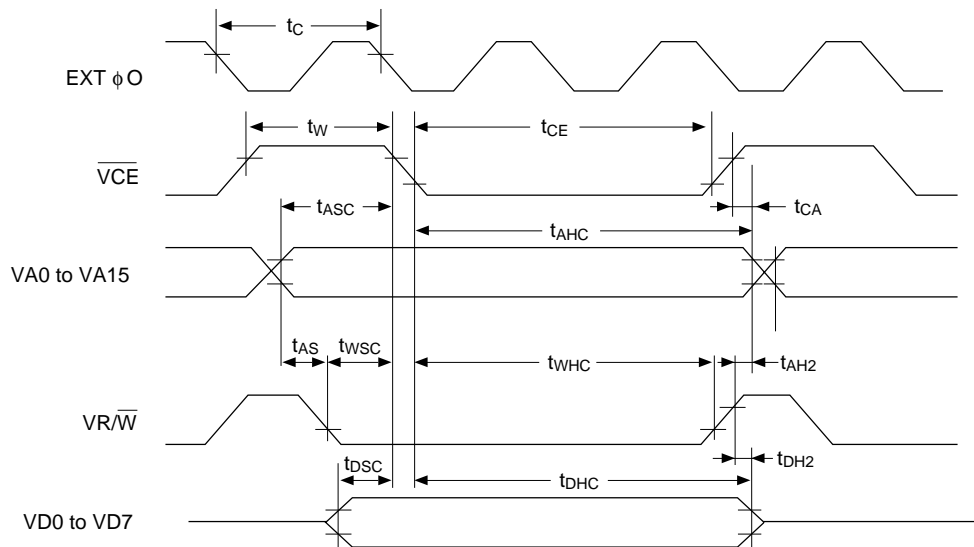 tC
EXT ϕO
tW
tCE
V̅C̅E̅
tCA
tASC
tAHC
VA0 to VA15
tAS
tWSC
tWHC
tAH2
VR/W̅
tDSC
tDHC
tDH2
VD0 to VD7